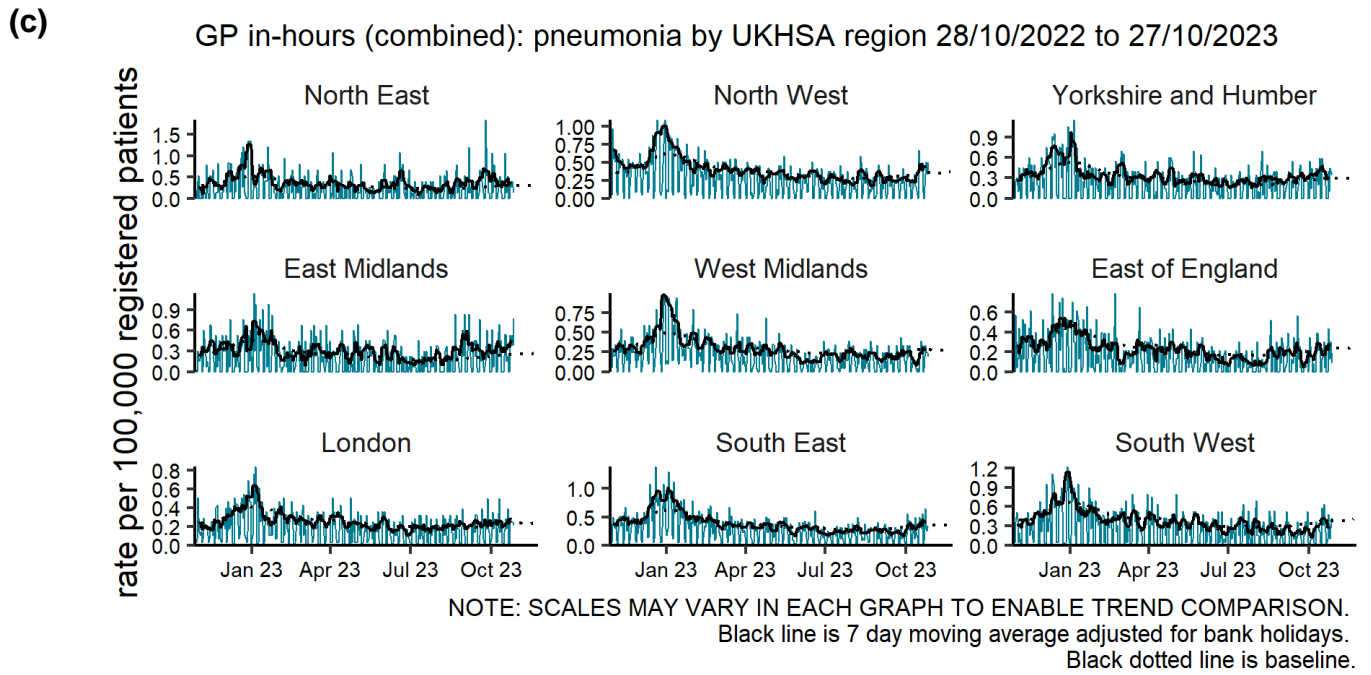 (c)
GP in-hours (combined): pneumonia by UKHSA region 28/10/2022 to 27/10/2023
rate per 100,000 registered patients
North East
1.5
1.0
0.5
0.0
North West
1.00
0.75
0.50
0.25
0.00
Yorkshire and Humber
0.9
0.6
0.3
0.0
East Midlands
0.9
0.6
0.3
0.0
West Midlands
0.75
0.50
0.25
0.00
East of England
0.6
0.4
0.2
0.0
London
0.8
0.6
0.4
0.2
0.0
Jan 23 Apr 23 Jul 23 Oct 23
South East
1.0
0.5
0.0
Jan 23 Apr 23 Jul 23 Oct 23
South West
1.2
0.9
0.6
0.3
0.0
Jan 23 Apr 23 Jul 23 Oct 23
NOTE: SCALES MAY VARY IN EACH GRAPH TO ENABLE TREND COMPARISON.
Black line is 7 day moving average adjusted for bank holidays.
Black dotted line is baseline.